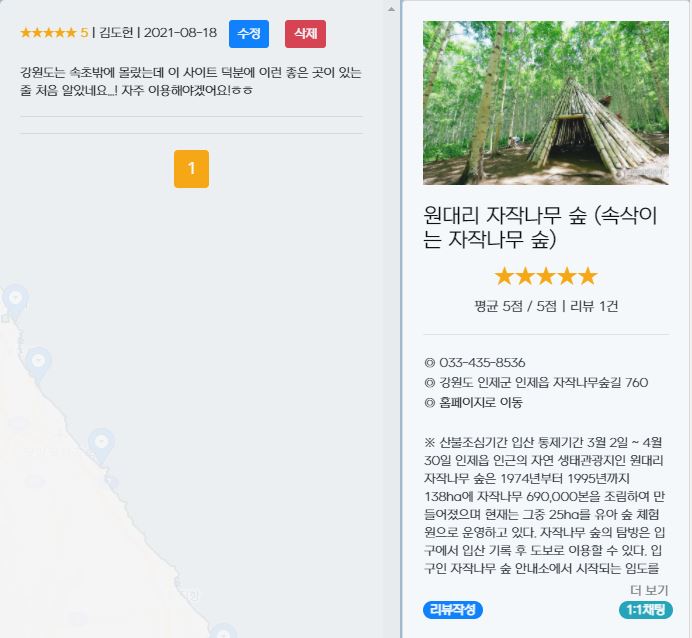 ★★★★★ 5 | 김도현 | 2021-08-18 수정 삭제
강원도는 속초밖에 몰랐는데 이 사이트 덕분에 이런 좋은 곳이 있는
줄 처음 알았네요...! 자주 이용해야겠어요!ㅎㅎ
1
원대리 자작나무 숲 (속삭이
는 자작나무 숲)
★★★★★
평균 5점 / 5점 | 리뷰 1건
◎ 033-435-8536
◎ 강원도 인제군 인제읍 자작나무숲길 760
◎ 홈페이지로 이동
※ 산불조심기간 입산 통제기간 3월 2일 ~ 4월
30일 인제읍 인근의 자연 생태관광지인 원대리
자작나무 숲은 1974년부터 1995년까지
138ha에 자작나무 690,000본을 조림하여 만
들어졌으며 현재는 그중 25ha를 유아 숲 체험
원으로 운영하고 있다. 자작나무 숲의 탐방은 입
구에서 입산 기록 후 도보로 이용할 수 있다. 입
구인 자작나무 숲 안내소에서 시작되는 임도를
더 보기
리뷰작성 1:1채팅